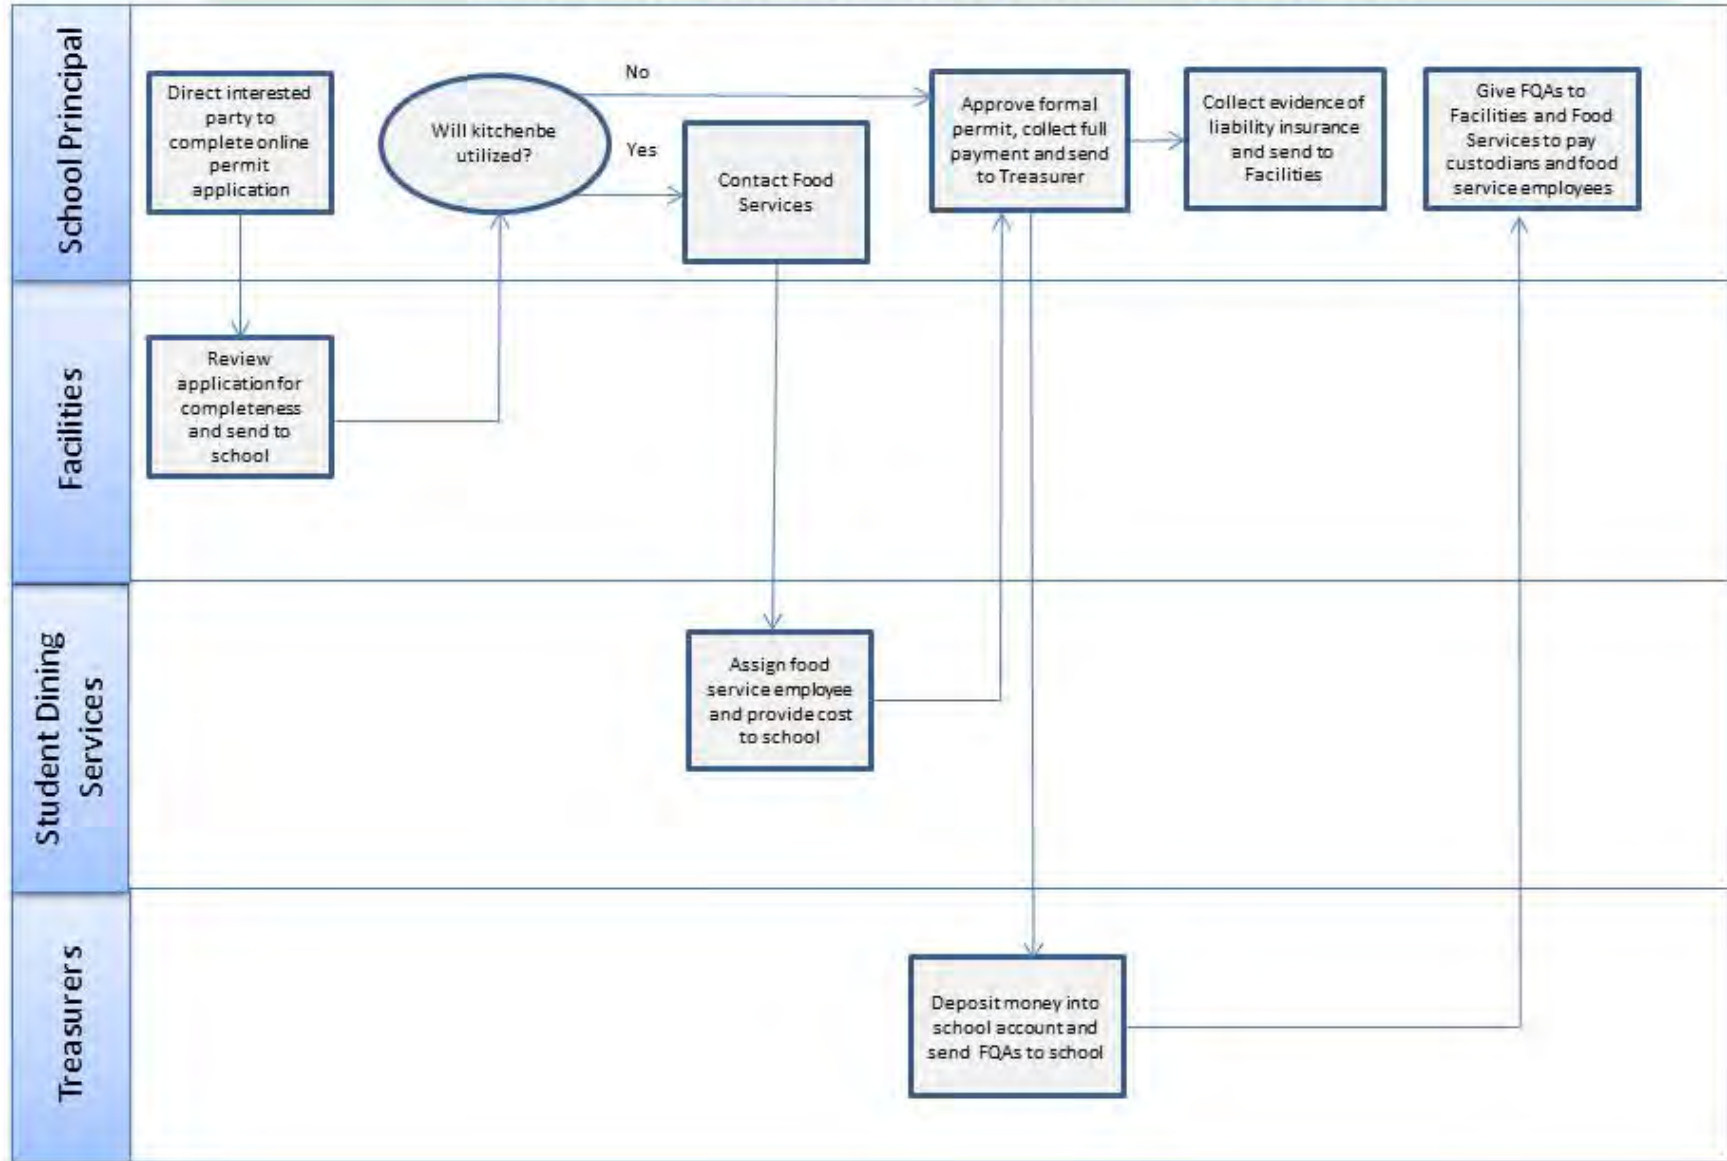 School Principal
Direct interested
party to
complete online
permit
application
Will kitchenbe
utilized?
No
Yes
Contact Food
Services
Approve formal
permit, collect full
payment and send
to Treasurer
Collect evidence of
liability insurance
and send to
Facilities
Give FQAs to
Facilities and Food
Services to pay
custodians and food
service employees
Facilities
Review
application for
completeness
and send to
school
Student Dining
Services
Assign food
service employee
and provide cost
to school
Treasurers
Deposit money into
school account and
send FQAs to school